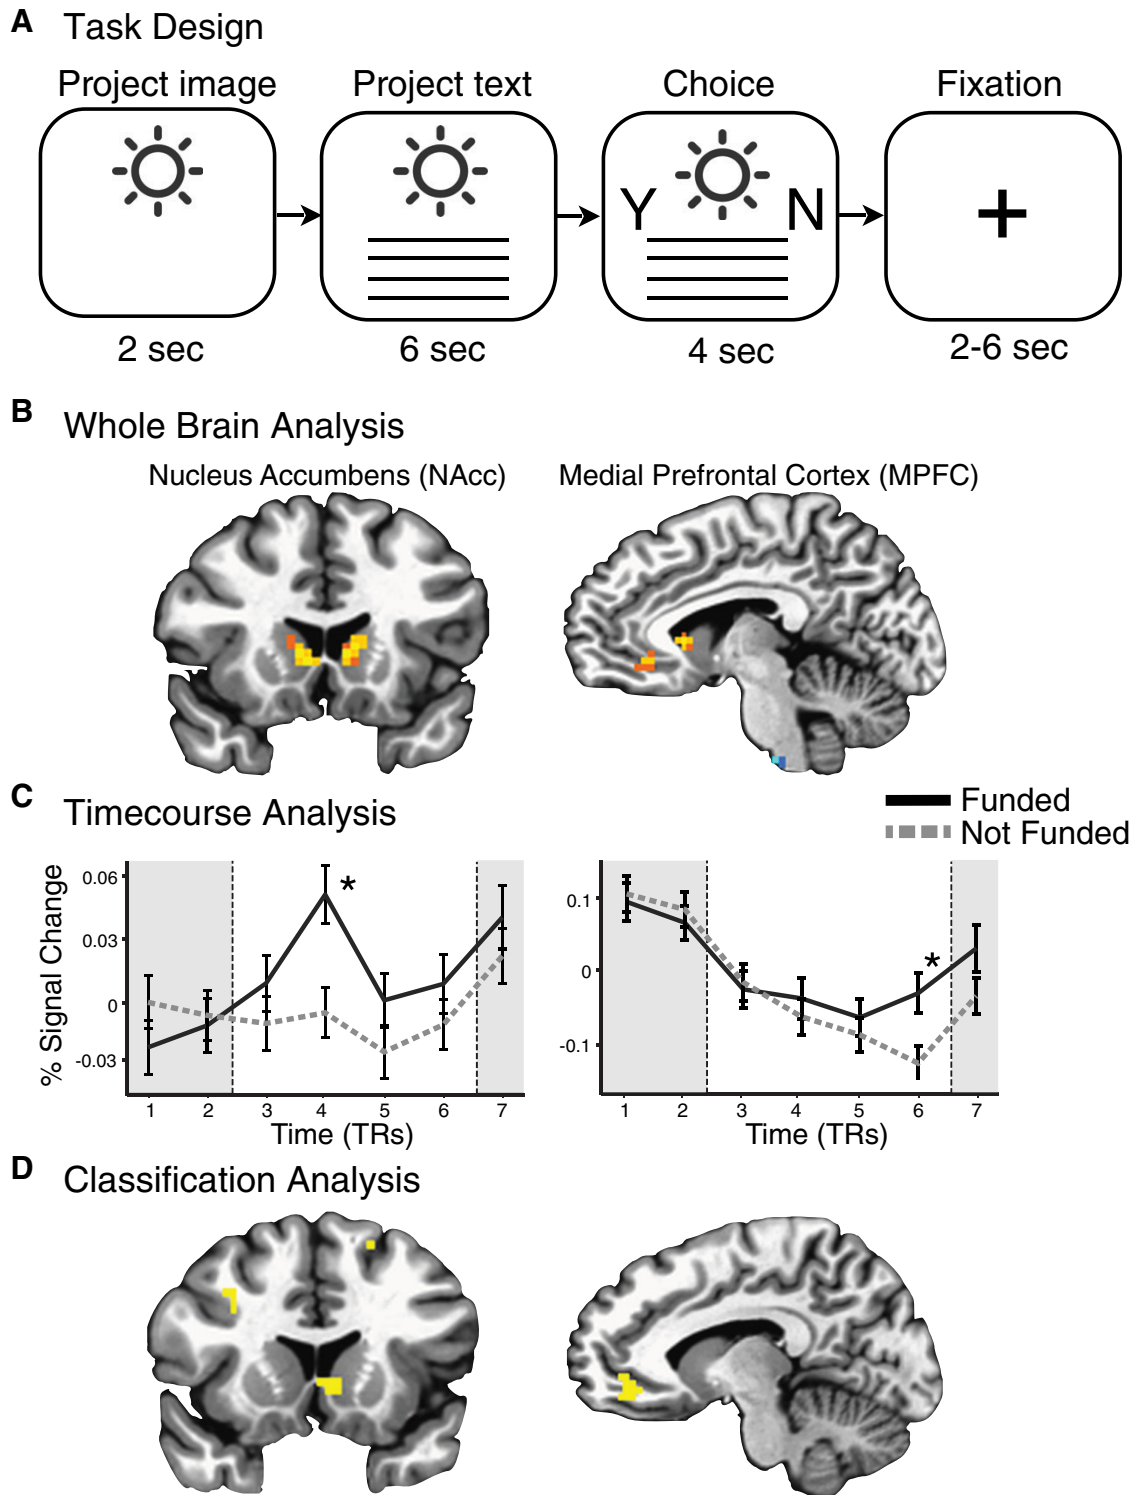 A Task Design
Project image Project text Choice Fixation
Y N
+
2 sec 6 sec 4 sec 2-6 sec
B Whole Brain Analysis
Nucleus Accumbens (NAcc) Medial Prefrontal Cortex (MPFC)
C Timecourse Analysis
Funded
Not Funded
% Signal Change
0.06
0.03
0
-0.03
*
1 2 3 4 5 6 7
Time (TRs)
0.1
0
-0.1
*
1 2 3 4 5 6 7
Time (TRs)
D Classification Analysis